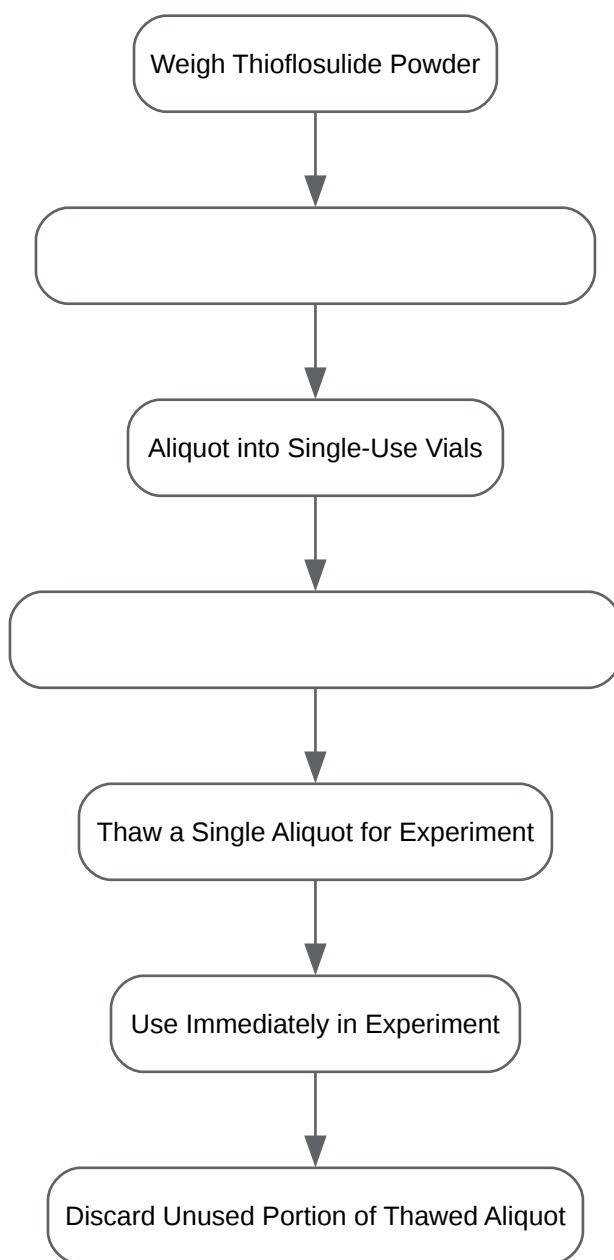 Weigh Thioflosulide Powder
Aliquot into Single-Use Vials
Thaw a Single Aliquot for Experiment
Use Immediately in Experiment
Discard Unused Portion of Thawed Aliquot